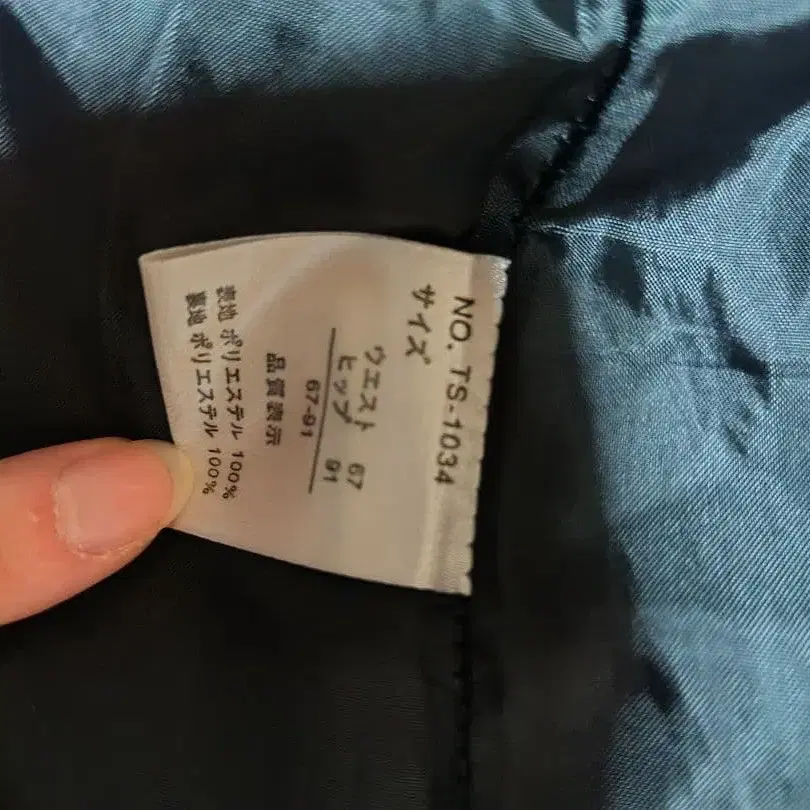 NO. TS-1034
サイズ
ウエスト 67
ヒップ 91
67-91
品質表示
表地 ポリエステル 100%
裏地 ポリエステル 100%